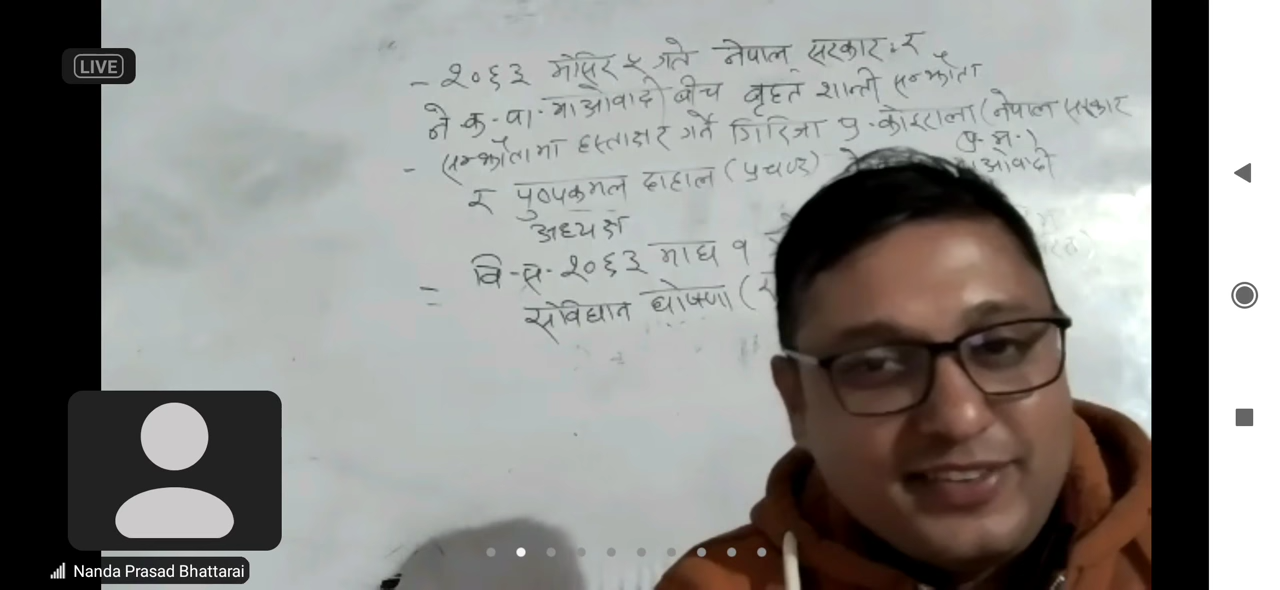 LIVE
- २०६३ मंसिर ५ गते नेपाल सरकार र
ने.क.पा. माओवादी बीच बृहत शान्ती सम्झौता
- सम्झौतामा हस्ताक्षर गर्ने गिरिजा प्र. कोइराला (नेपाल सरकार
प्र.म.)
र पुष्पकमल दाहाल (प्रचण्ड) माओवादी
अध्यक्ष
= वि.स. २०६३ माघ १
संविधान घोषणा (
Nanda Prasad Bhattarai